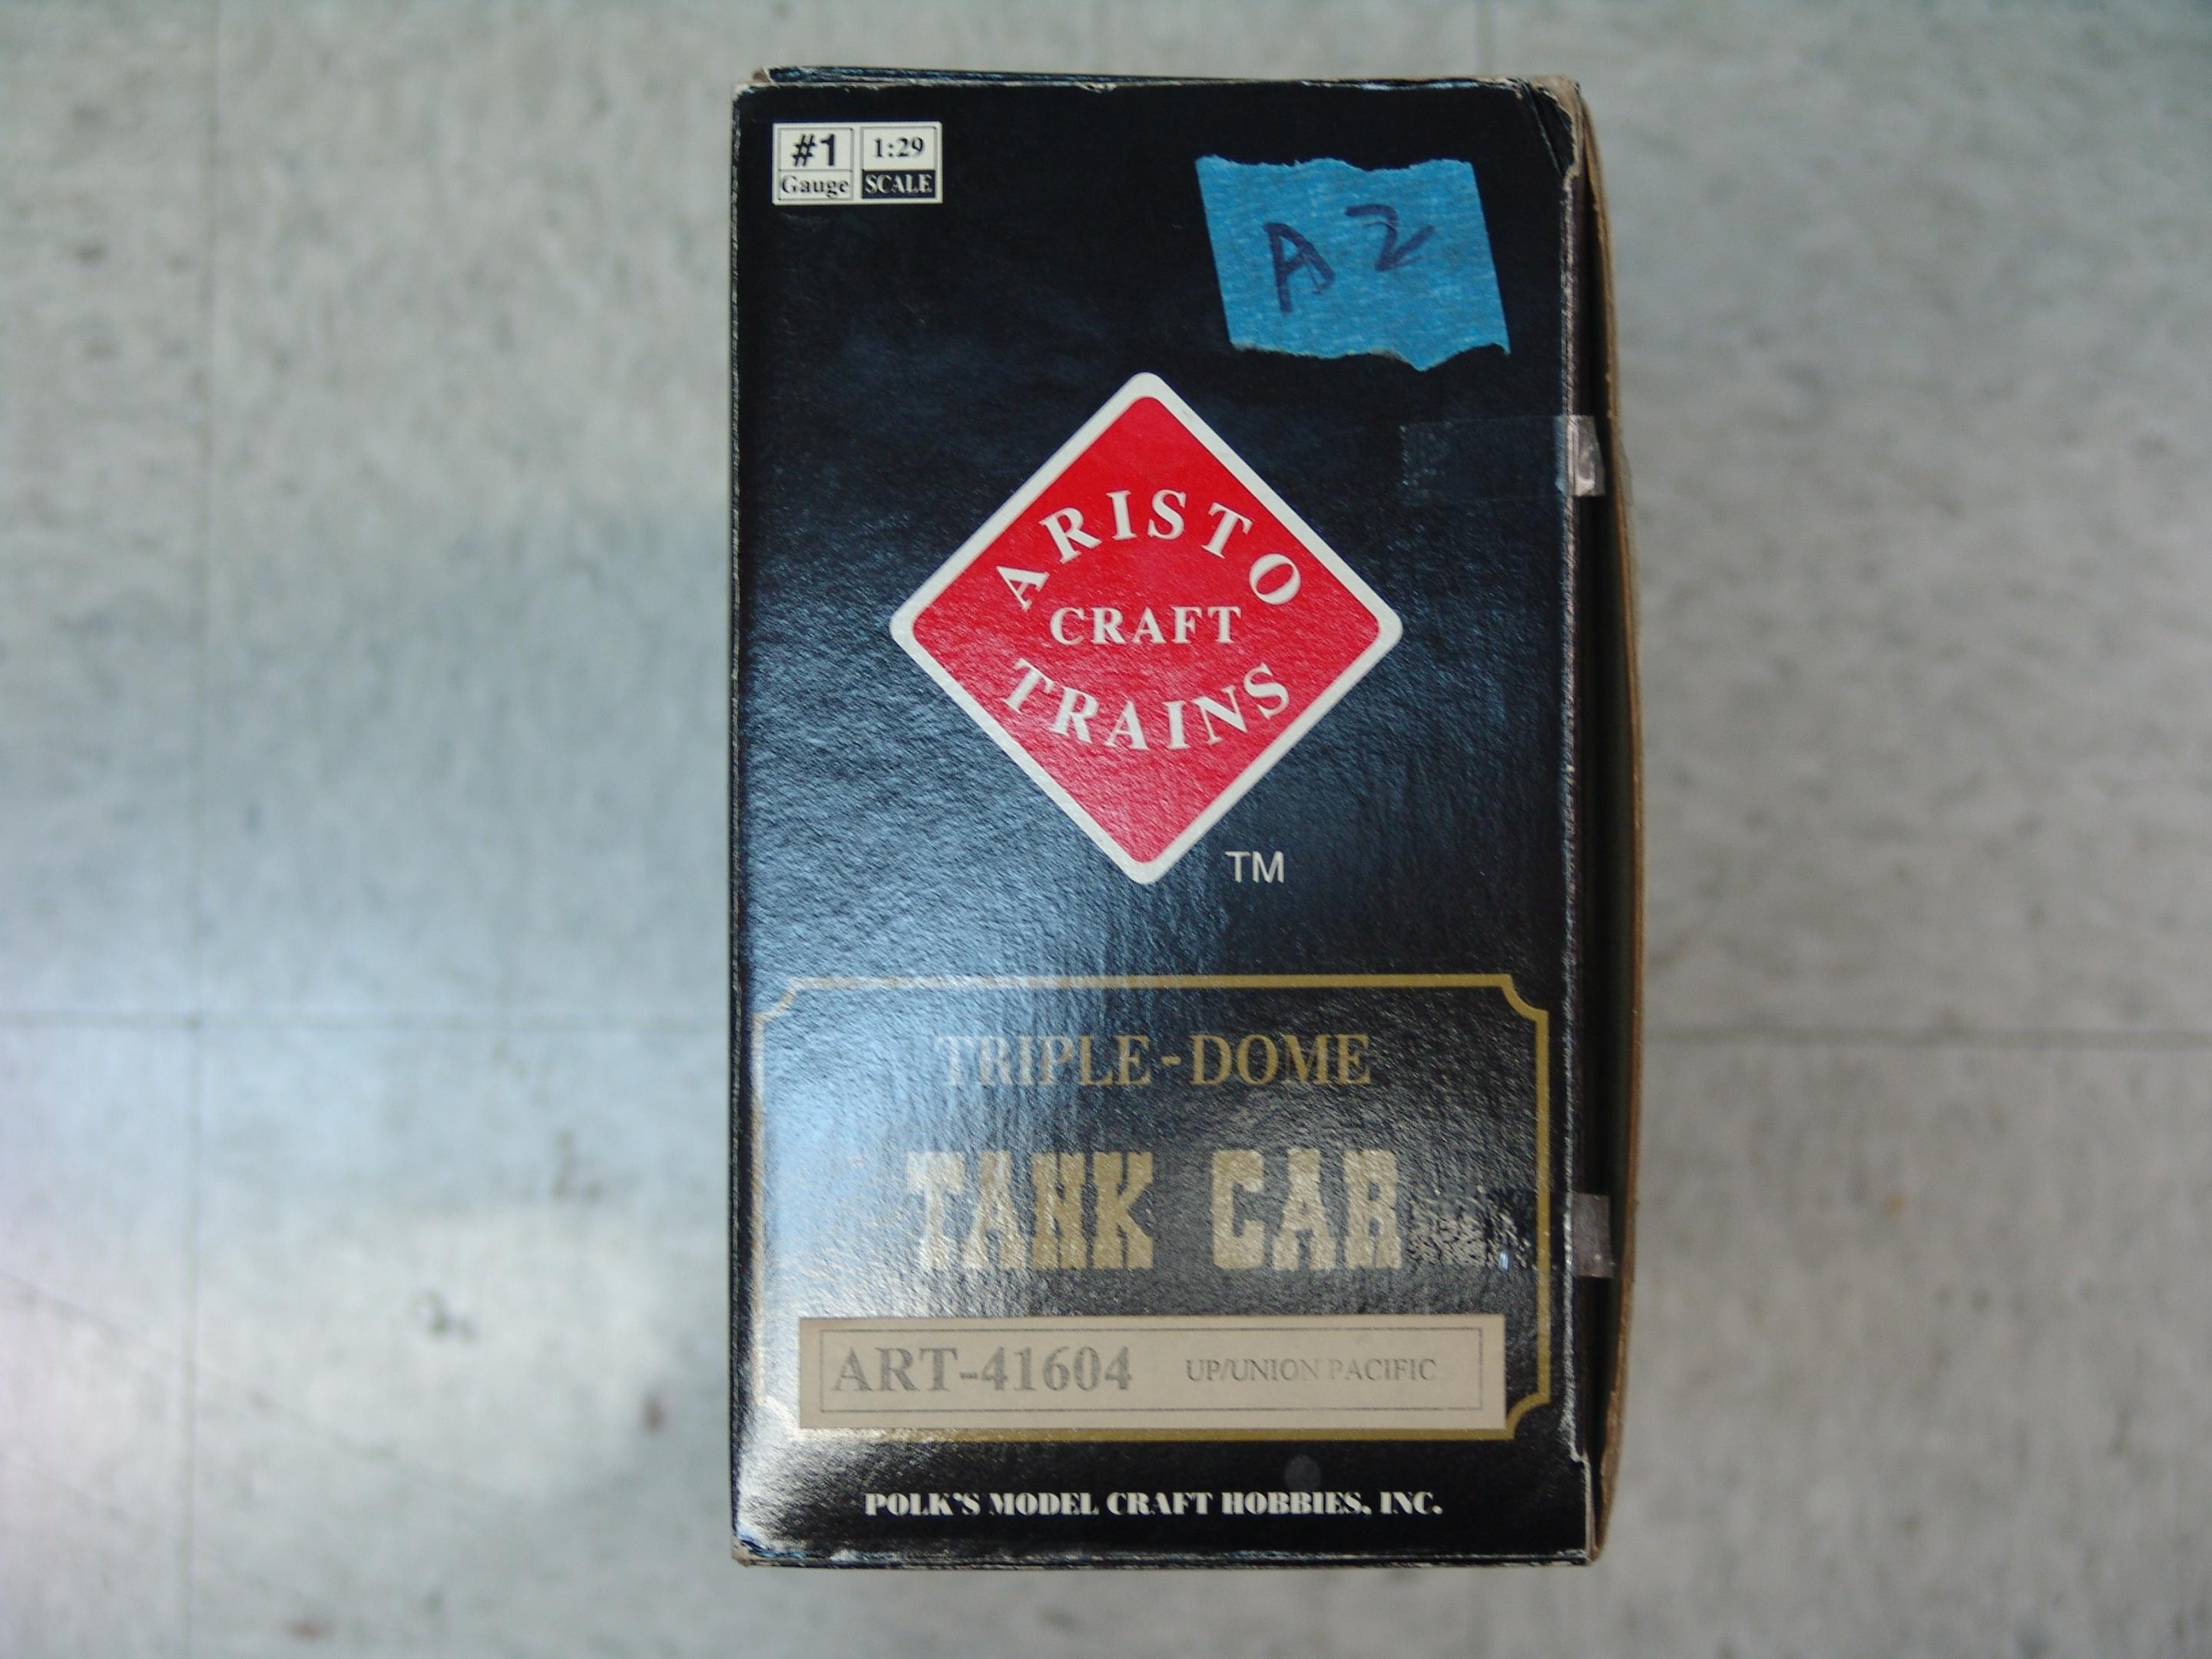 #1 1:29
Gauge SCALE
A2
ARISTO
CRAFT
TRAINS
TM
TRIPLE-DOME
TANK CAR
ART-41604 UP/UNION PACIFIC
POLK'S MODEL CRAFT HOBBIES, INC.